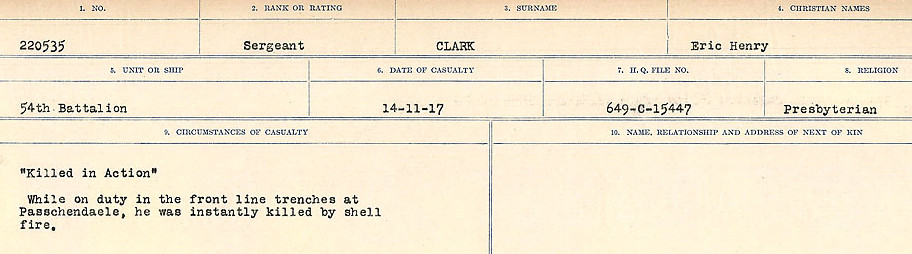 1. NO. 2. RANK OR RATING 3. SURNAME 4. CHRISTIAN NAMES
220535 Sergeant CLARK Eric Henry
5. UNIT OR SHIP 6. DATE OF CASUALTY 7. H. Q. FILE NO. 8. RELIGION
54th Battalion 14-11-17 649-C-15447 Presbyterian
9. CIRCUMSTANCES OF CASUALTY 10. NAME, RELATIONSHIP AND ADDRESS OF NEXT OF KIN
"Killed in Action"
While on duty in the front line trenches at
Passchendaele, he was instantly killed by shell
fire.